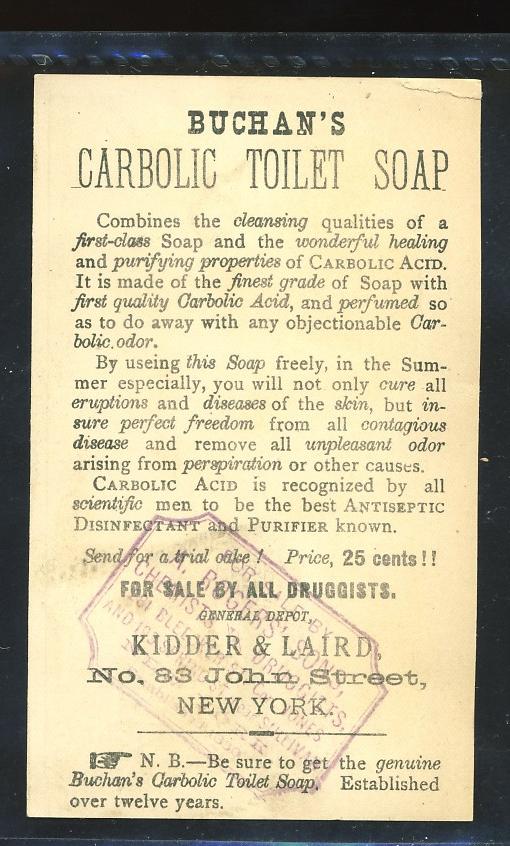 BUCHAN'S
CARBOLIC TOILET SOAP
Combines the cleansing qualities of a
first-class Soap and the wonderful healing
and purifying properties of CARBOLIC ACID.
It is made of the finest grade of Soap with
first quality Carbolic Acid, and perfumed so
as to do away with any objectionable Car-
bolic.odor.
By useing this Soap freely, in the Sum-
mer especially, you will not only cure all
eruptions and diseases of the skin, but in-
sure perfect freedom from all contagious
disease and remove all unpleasant odor
arising from perspiration or other causes.
CARBOLIC ACID is recognized by all
scientific men to be the best ANTISEPTIC
DISINFECTANT and PURIFIER known.
Send for a trial cake! Price, 25 cents!!
FOR SALE BY ALL DRUGGISTS.
GENERAL DEPOT
KIDDER & LAIRD,
No. 83 John Street,
NEW YORK.
N. B.—Be sure to get the genuine
Buchan's Carbolic Toilet Soap. Established
over twelve years.
FOR SALE BY
ROGERS' SONS,
CHEMISTS & DRUGGISTS,